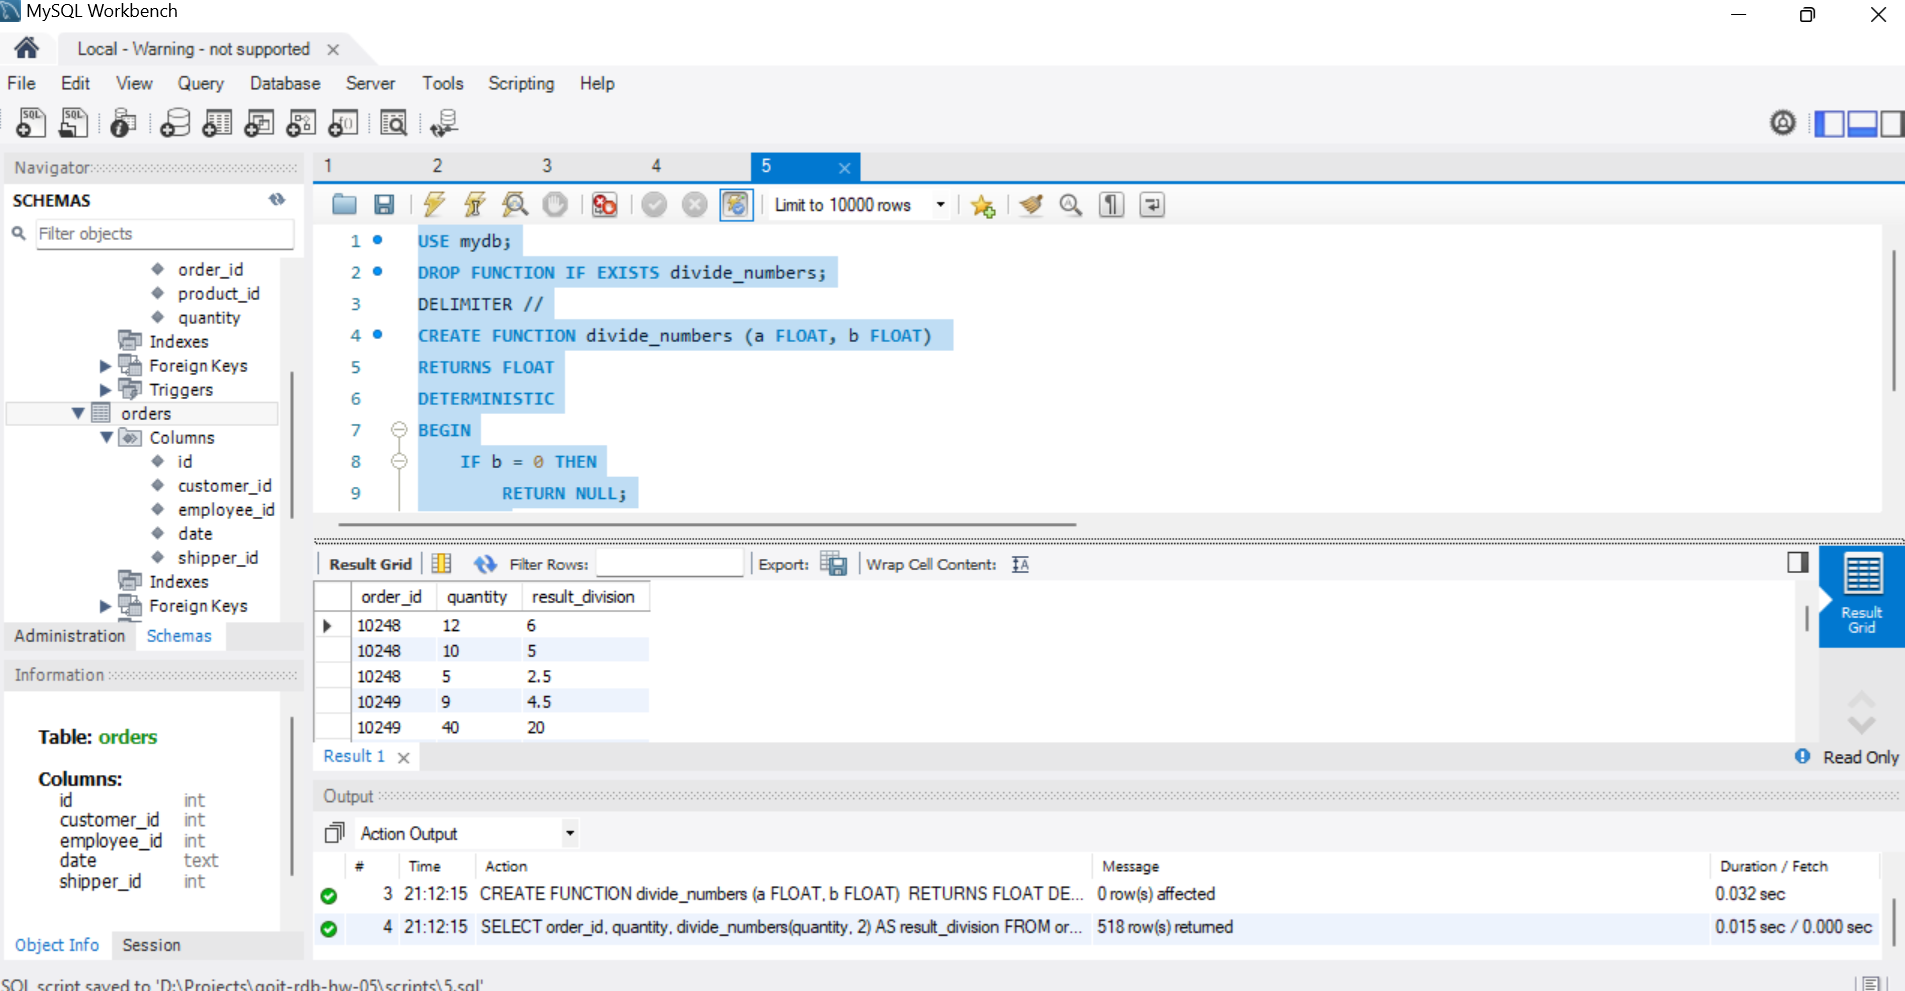 MySQL Workbench
Local - Warning - not supported
File Edit View Query Database Server Tools Scripting Help
Navigator
SCHEMAS
Filter objects
order_id
product_id
quantity
Indexes
Foreign Keys
Triggers
orders
Columns
id
customer_id
employee_id
date
shipper_id
Indexes
Foreign Keys
Administration Schemas
Information
Table: orders
Columns:
id int
customer_id int
employee_id int
date text
shipper_id int
Object Info Session
1 2 3 4 5
Limit to 10000 rows
1 USE mydb;
2 DROP FUNCTION IF EXISTS divide_numbers;
3 DELIMITER //
4 CREATE FUNCTION divide_numbers (a FLOAT, b FLOAT)
5 RETURNS FLOAT
6 DETERMINISTIC
7 BEGIN
8 IF b = 0 THEN
9 RETURN NULL;
Result Grid Filter Rows: Export: Wrap Cell Content:
order_id quantity result_division
10248 12 6
10248 10 5
10248 5 2.5
10249 9 4.5
10249 40 20
Result Grid
Result 1
Read Only
Output
Action Output
# Time Action Message Duration / Fetch
3 21:12:15 CREATE FUNCTION divide_numbers (a FLOAT, b FLOAT) RETURNS FLOAT DE... 0 row(s) affected 0.032 sec
4 21:12:15 SELECT order_id, quantity, divide_numbers(quantity, 2) AS result_division FROM or... 518 row(s) returned 0.015 sec / 0.000 sec
SQL script saved to 'D:\Projects\goit-rdb-hw-05\scripts\5.sql'